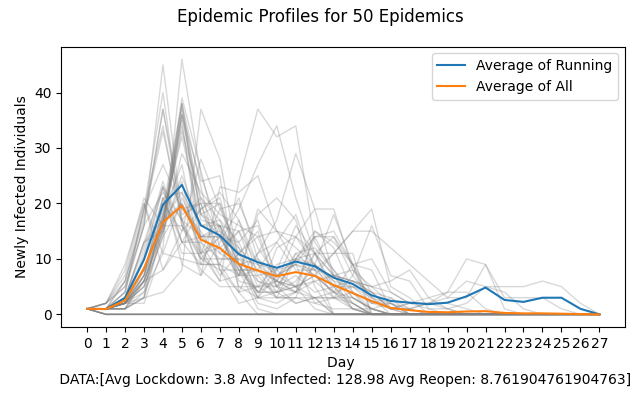 Epidemic Profiles for 50 Epidemics
Average of Running
Average of All
Newly Infected Individuals
40
30
20
10
0
0 1 2 3 4 5 6 7 8 9 10 11 12 13 14 15 16 17 18 19 20 21 22 23 24 25 26 27
Day
DATA:[Avg Lockdown: 3.8 Avg Infected: 128.98 Avg Reopen: 8.761904761904763]